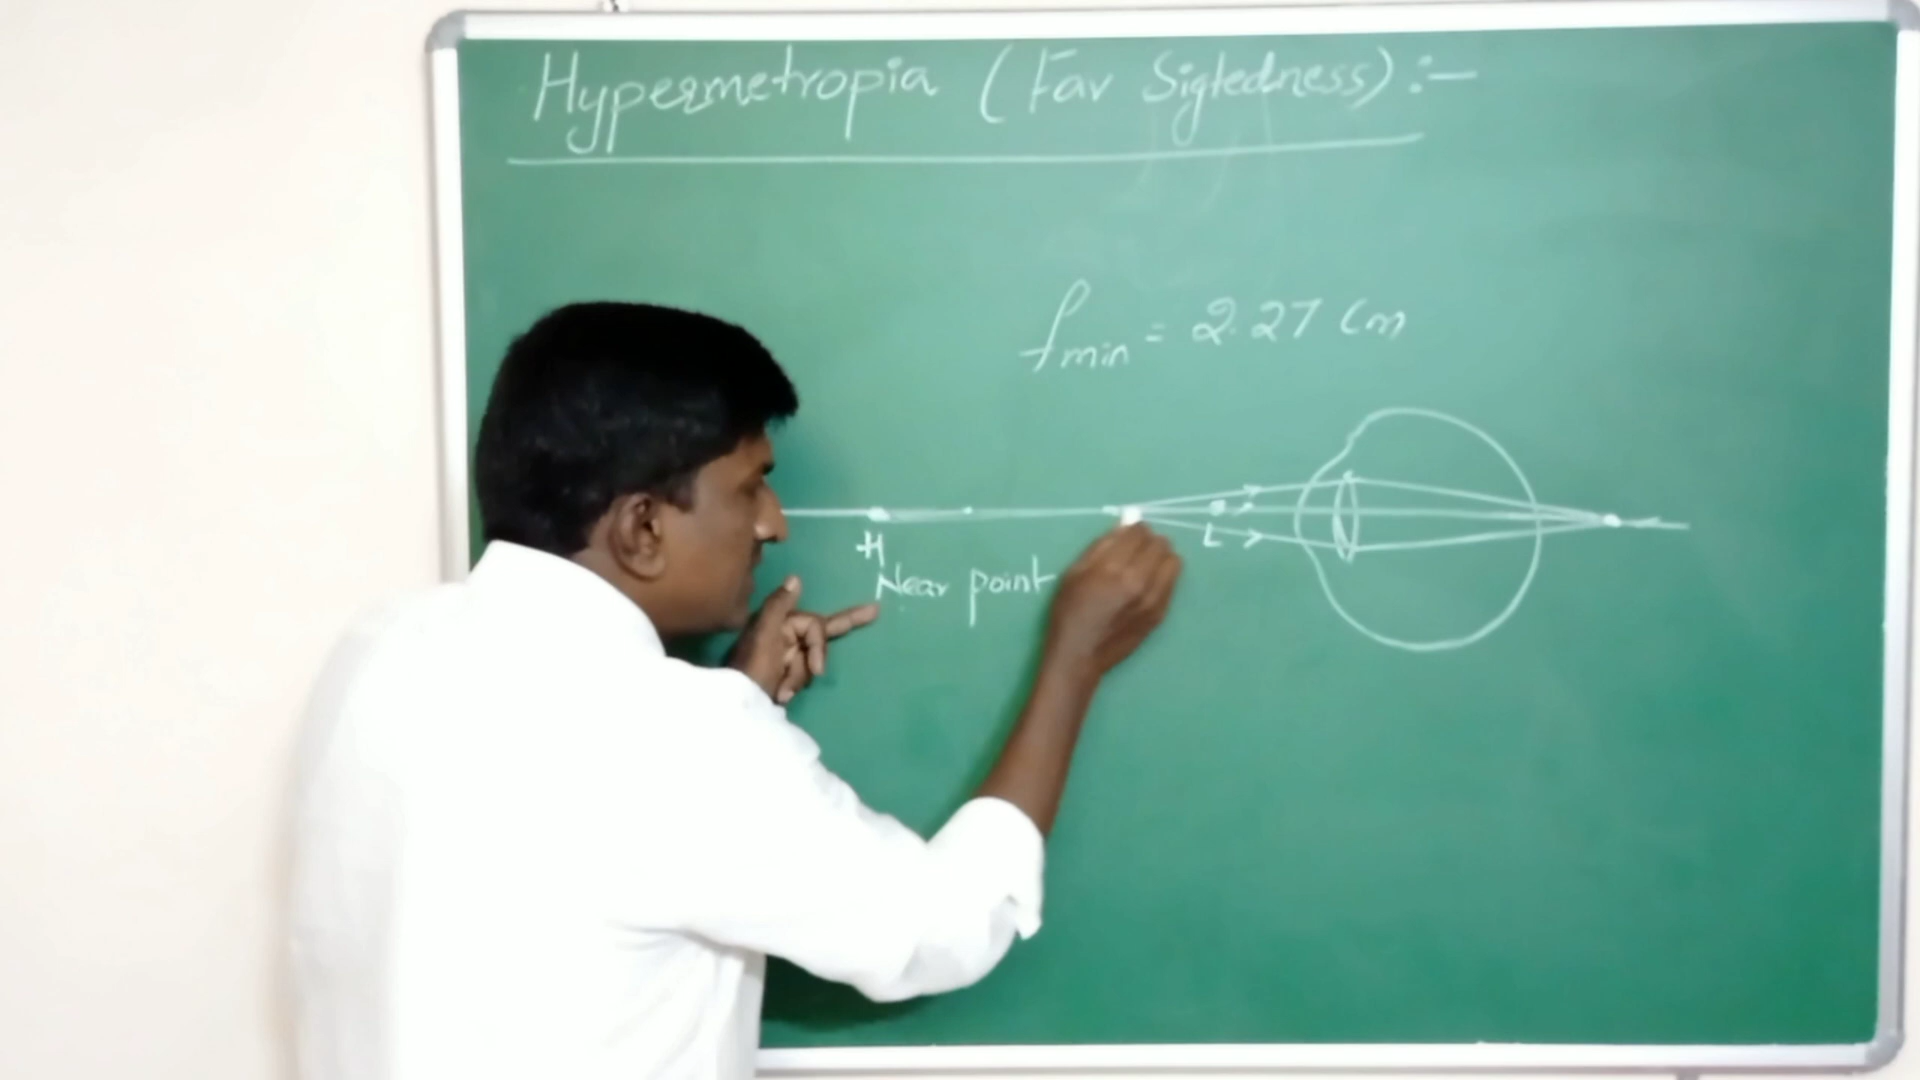 Hypermetropia (Far Sigtedness):-
fmin = 2.27 Cm
H
L
Near point